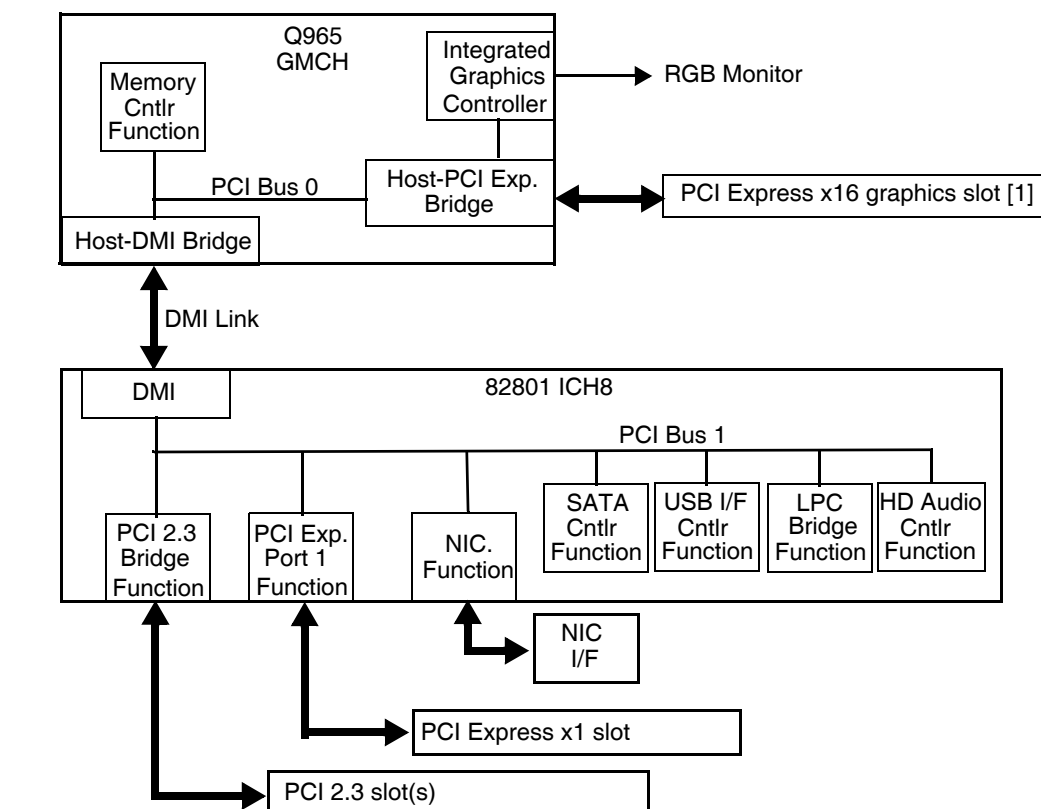 Q965
GMCH
Integrated
Graphics
Controller
RGB Monitor
Memory
Cntlr
Function
PCI Bus 0
Host-PCI Exp.
Bridge
PCI Express x16 graphics slot [1]
Host-DMI Bridge
DMI Link
DMI
82801 ICH8
PCI Bus 1
PCI 2.3
Bridge
Function
PCI Exp.
Port 1
Function
NIC.
Function
SATA
Cntlr
Function
USB I/F
Cntlr
Function
LPC
Bridge
Function
HD Audio
Cntlr
Function
NIC
I/F
PCI Express x1 slot
PCI 2.3 slot(s)